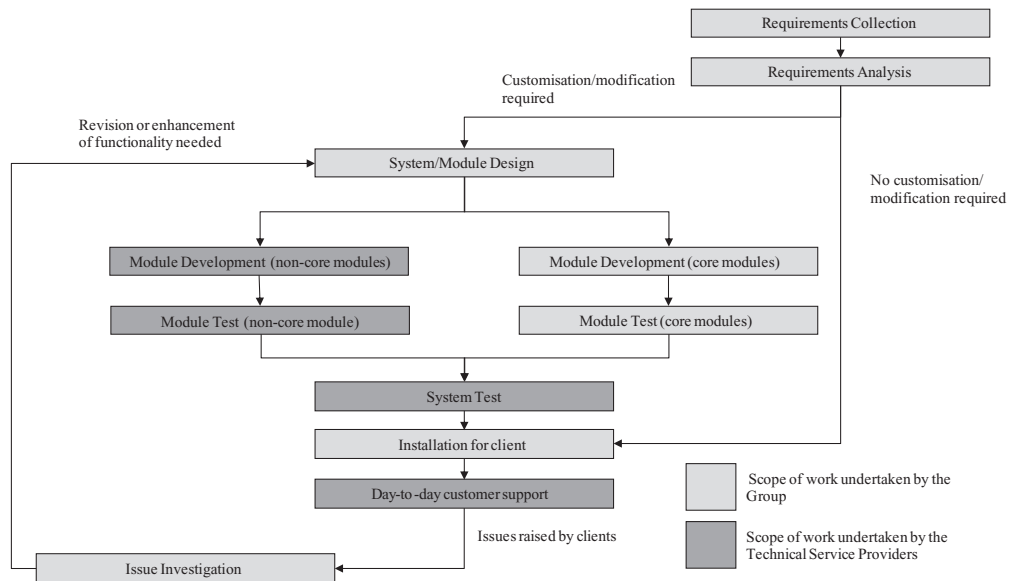 Requirements Collection
Requirements Analysis
Customisation/modification
required
Revision or enhancement
of functionality needed
System/Module Design
No customisation/
modification required
Module Development (non-core modules)
Module Development (core modules)
Module Test (non-core module)
Module Test (core modules)
System Test
Installation for client
Day-to -day customer support
Scope of work undertaken by the
Group
Issues raised by clients
Scope of work undertaken by the
Technical Service Providers
Issue Investigation